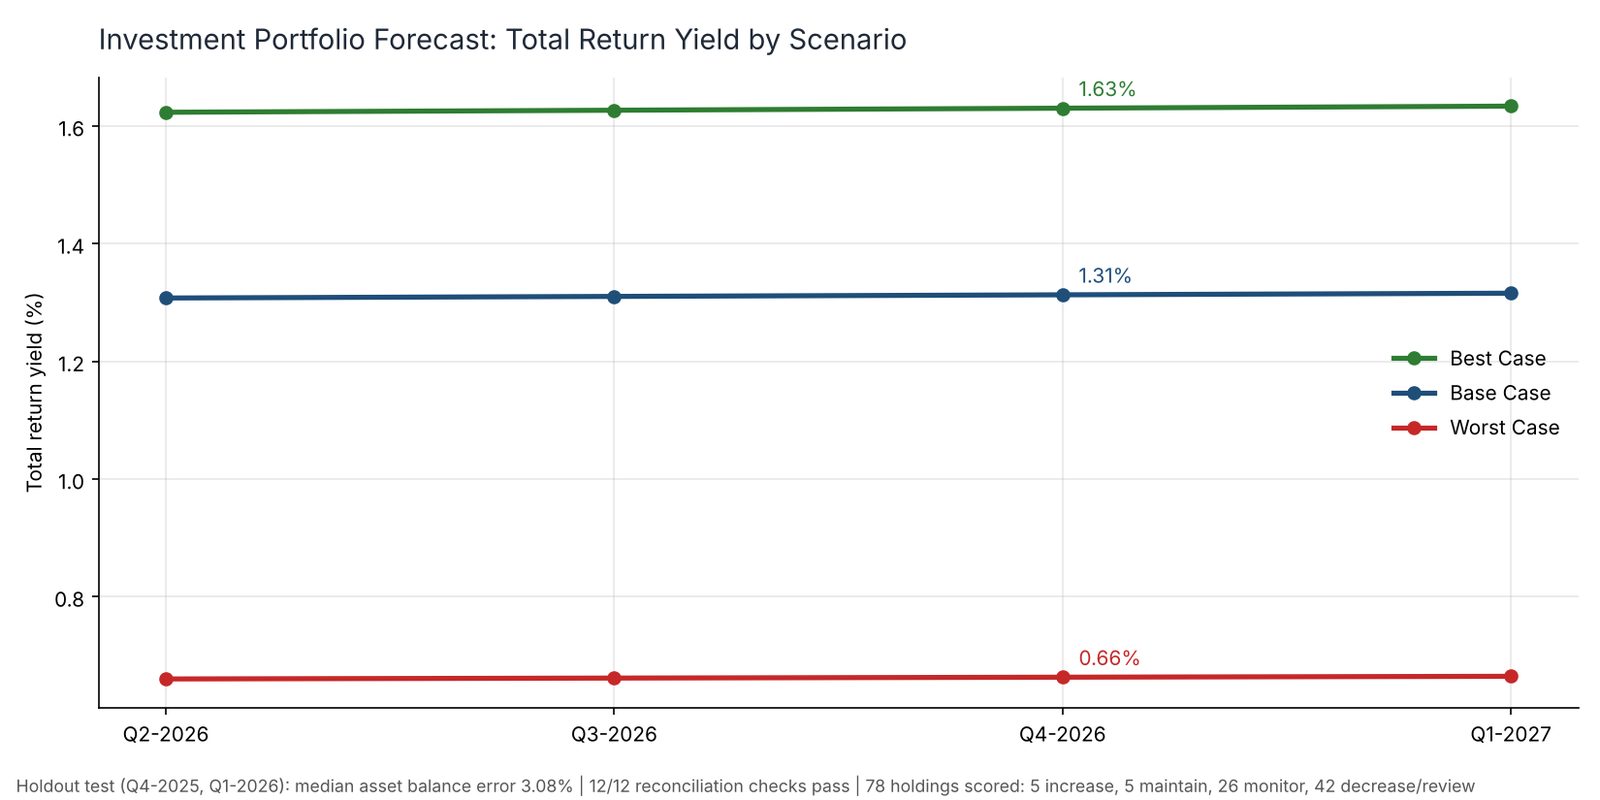 Investment Portfolio Forecast: Total Return Yield by Scenario
Total return yield (%)
1.6
1.4
1.2
1.0
0.8
1.63%
1.31%
0.66%
Best Case
Base Case
Worst Case
Q2-2026
Q3-2026
Q4-2026
Q1-2027
Holdout test (Q4-2025, Q1-2026): median asset balance error 3.08% | 12/12 reconciliation checks pass | 78 holdings scored: 5 increase, 5 maintain, 26 monitor, 42 decrease/review